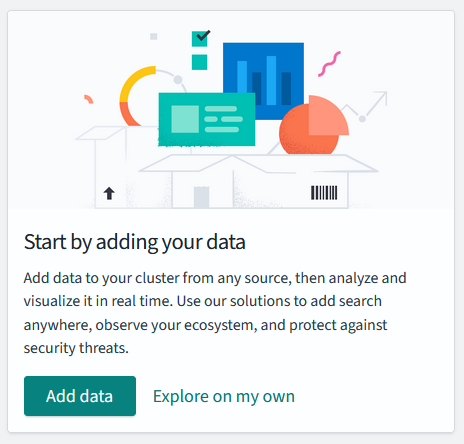 Start by adding your data
Add data to your cluster from any source, then analyze and
visualize it in real time. Use our solutions to add search
anywhere, observe your ecosystem, and protect against
security threats.
Add data
Explore on my own